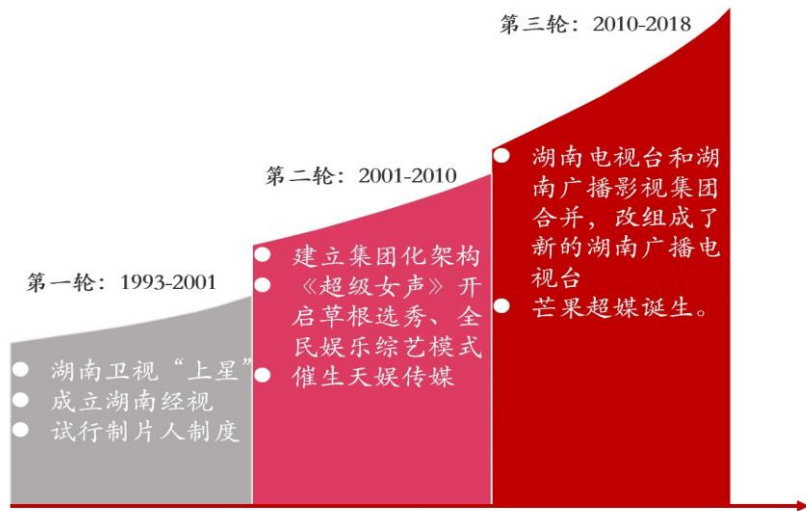 第一轮：1993-2001
湖南卫视“上星”
成立湖南经视
试行制片人制度
第二轮：2001-2010
建立集团化架构
《超级女声》开
启草根选秀、全
民娱乐综艺模式
催生天娱传媒
第三轮：2010-2018
湖南电视台和湖
南广播影视集团
合并，改组成了
新的湖南广播电
视台
芒果超媒诞生。